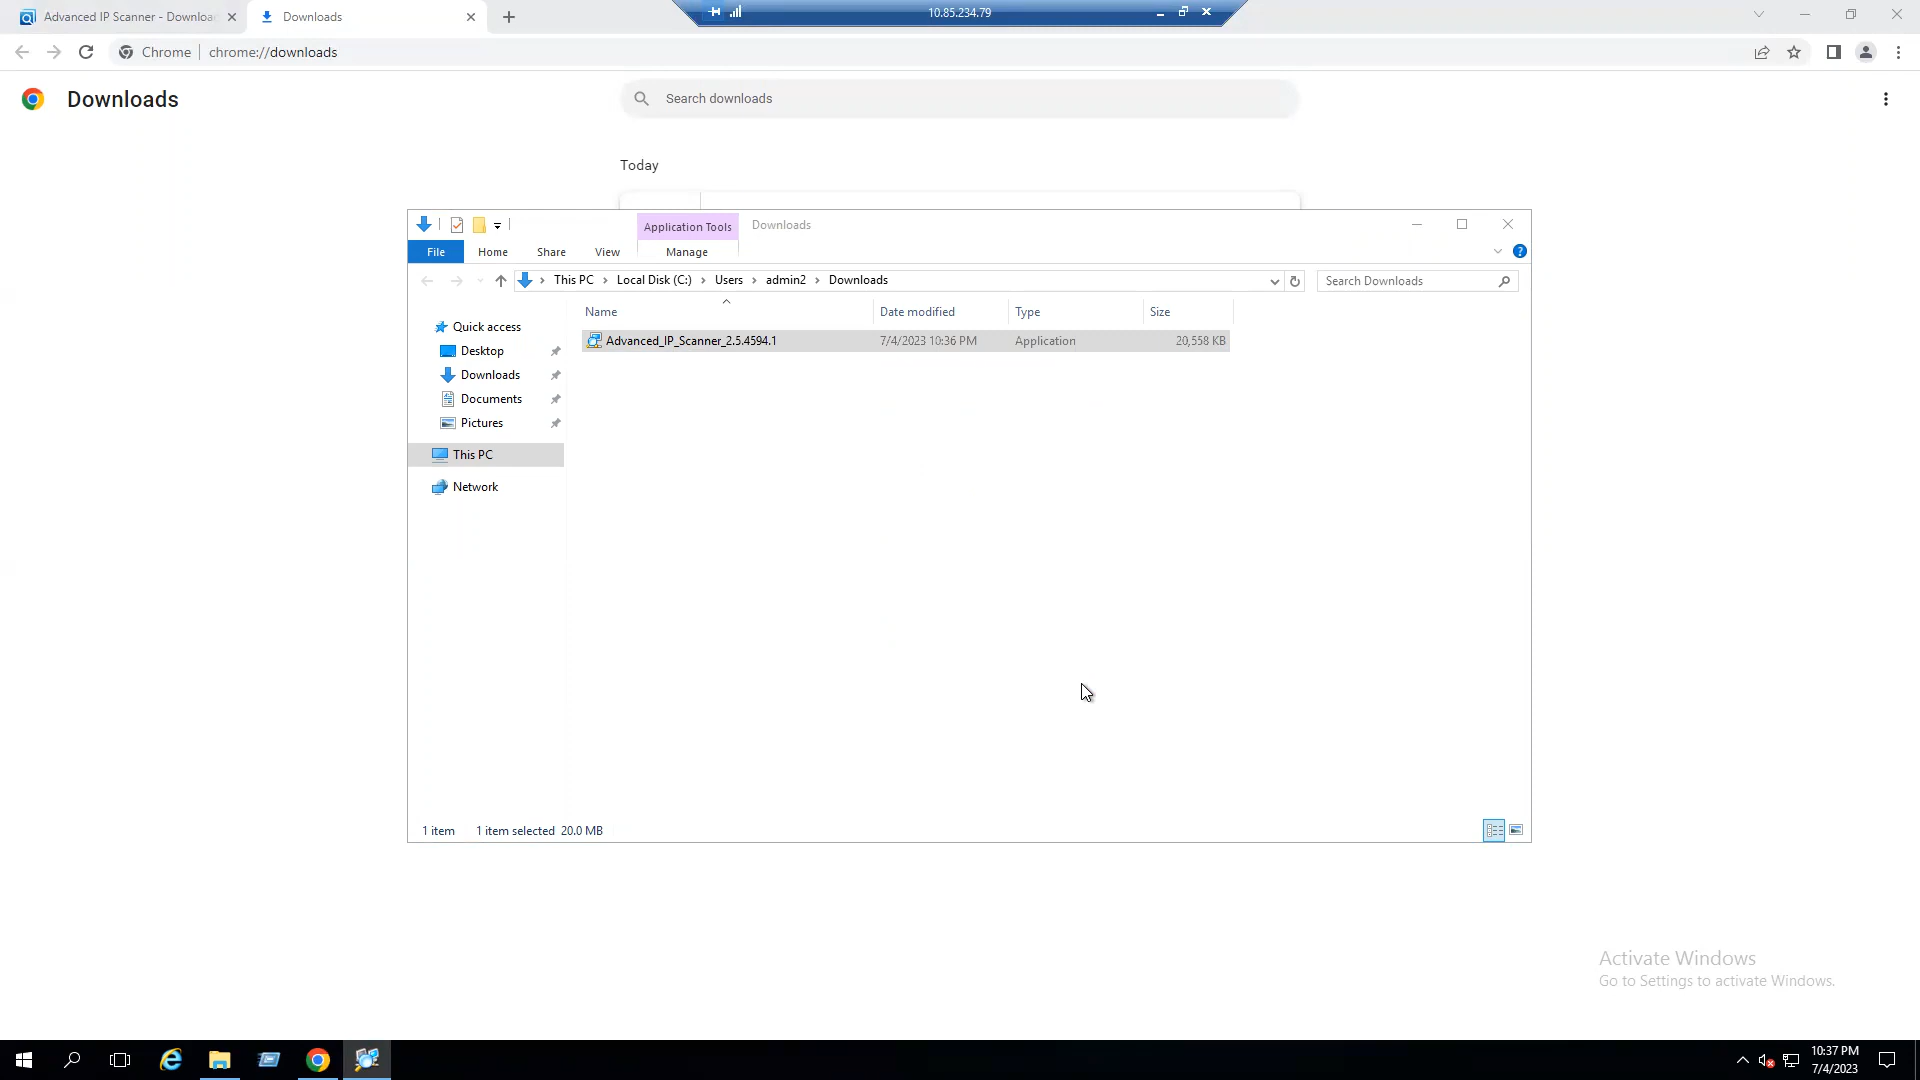 Advanced IP Scanner - Downloa
Downloads
10.85.234.79
Chrome
chrome://downloads
Downloads
Search downloads
Today
Application Tools
Downloads
File
Home
Share
View
Manage
This PC
Local Disk (C:)
Users
admin2
Downloads
Search Downloads
Name
Date modified
Type
Size
Advanced_IP_Scanner_2.5.4594.1
7/4/2023 10:36 PM
Application
20,558 KB
Quick access
Desktop
Downloads
Documents
Pictures
This PC
Network
1 item
1 item selected 20.0 MB
Activate Windows
Go to Settings to activate Windows.
10:37 PM
7/4/2023